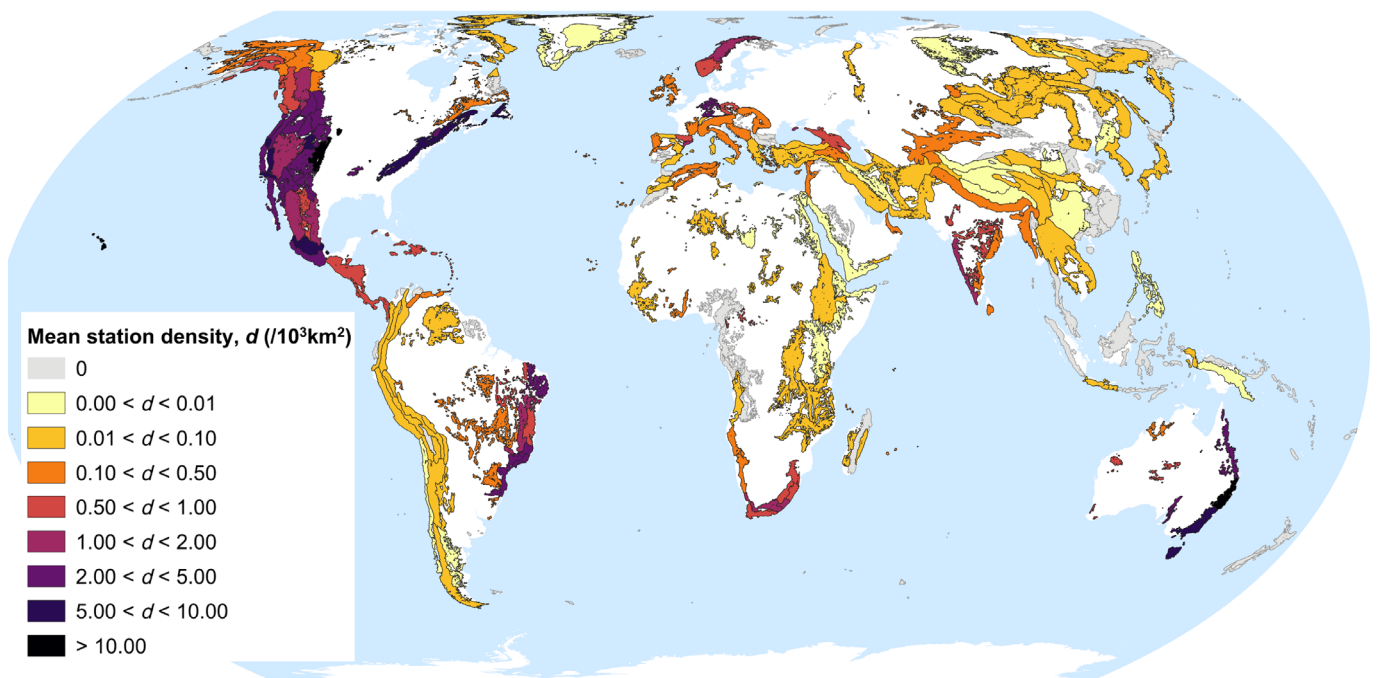 Mean station density, d (/10³km²)
0
0.00 < d < 0.01
0.01 < d < 0.10
0.10 < d < 0.50
0.50 < d < 1.00
1.00 < d < 2.00
2.00 < d < 5.00
5.00 < d < 10.00
> 10.00